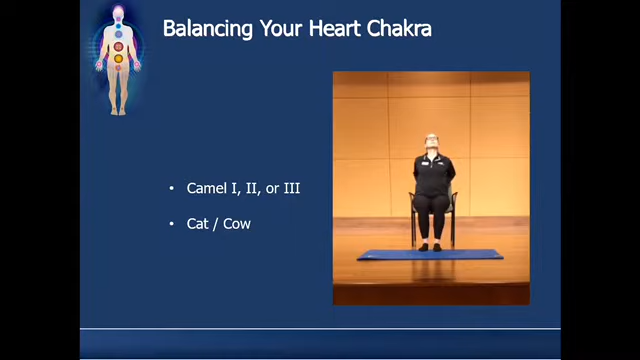 Balancing Your Heart Chakra
• Camel I, II, or III
• Cat / Cow